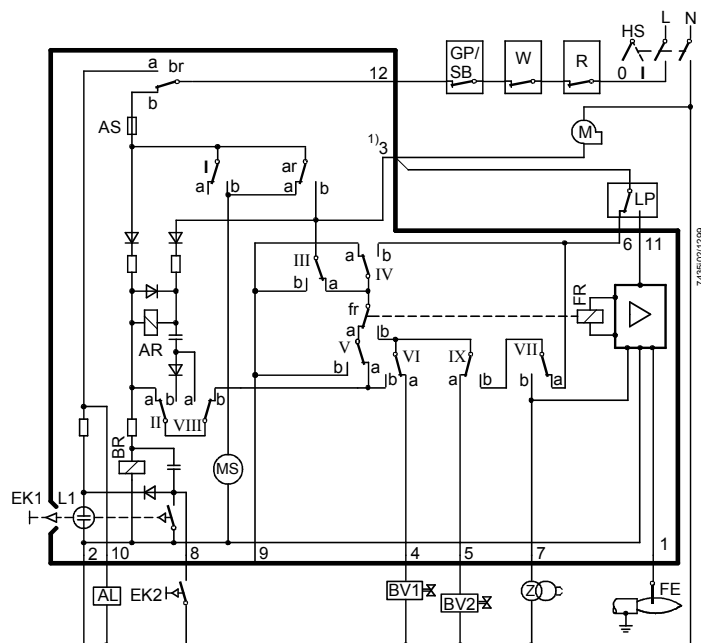 HS L N
a br 12 GP/ SB W R 0 I
b
AS M
1) 3
I ar
a b a b
LP
6 11
III a b IV
b a
fr FR
a b
AR V VI IX VII
b a b a a b b a
a b a b
II VIII
BR MS
EK1 L1
2 10 8 9 4 5 7 1
AL EK2 BV1 BV2 Z FE
7435z02/1299